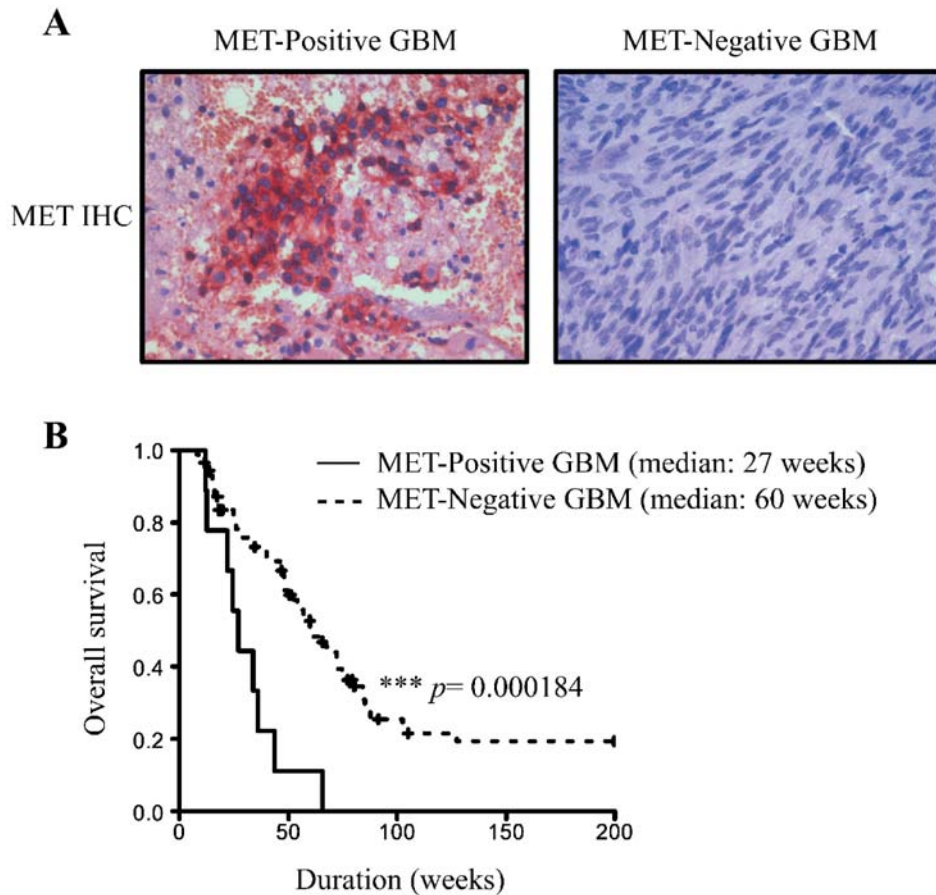 A
MET-Positive GBM
MET-Negative GBM
MET IHC
B
MET-Positive GBM (median: 27 weeks)
MET-Negative GBM (median: 60 weeks)
Overall survival
1.0
0.8
0.6
0.4
0.2
0.0
*** p= 0.000184
0
50
100
150
200
Duration (weeks)